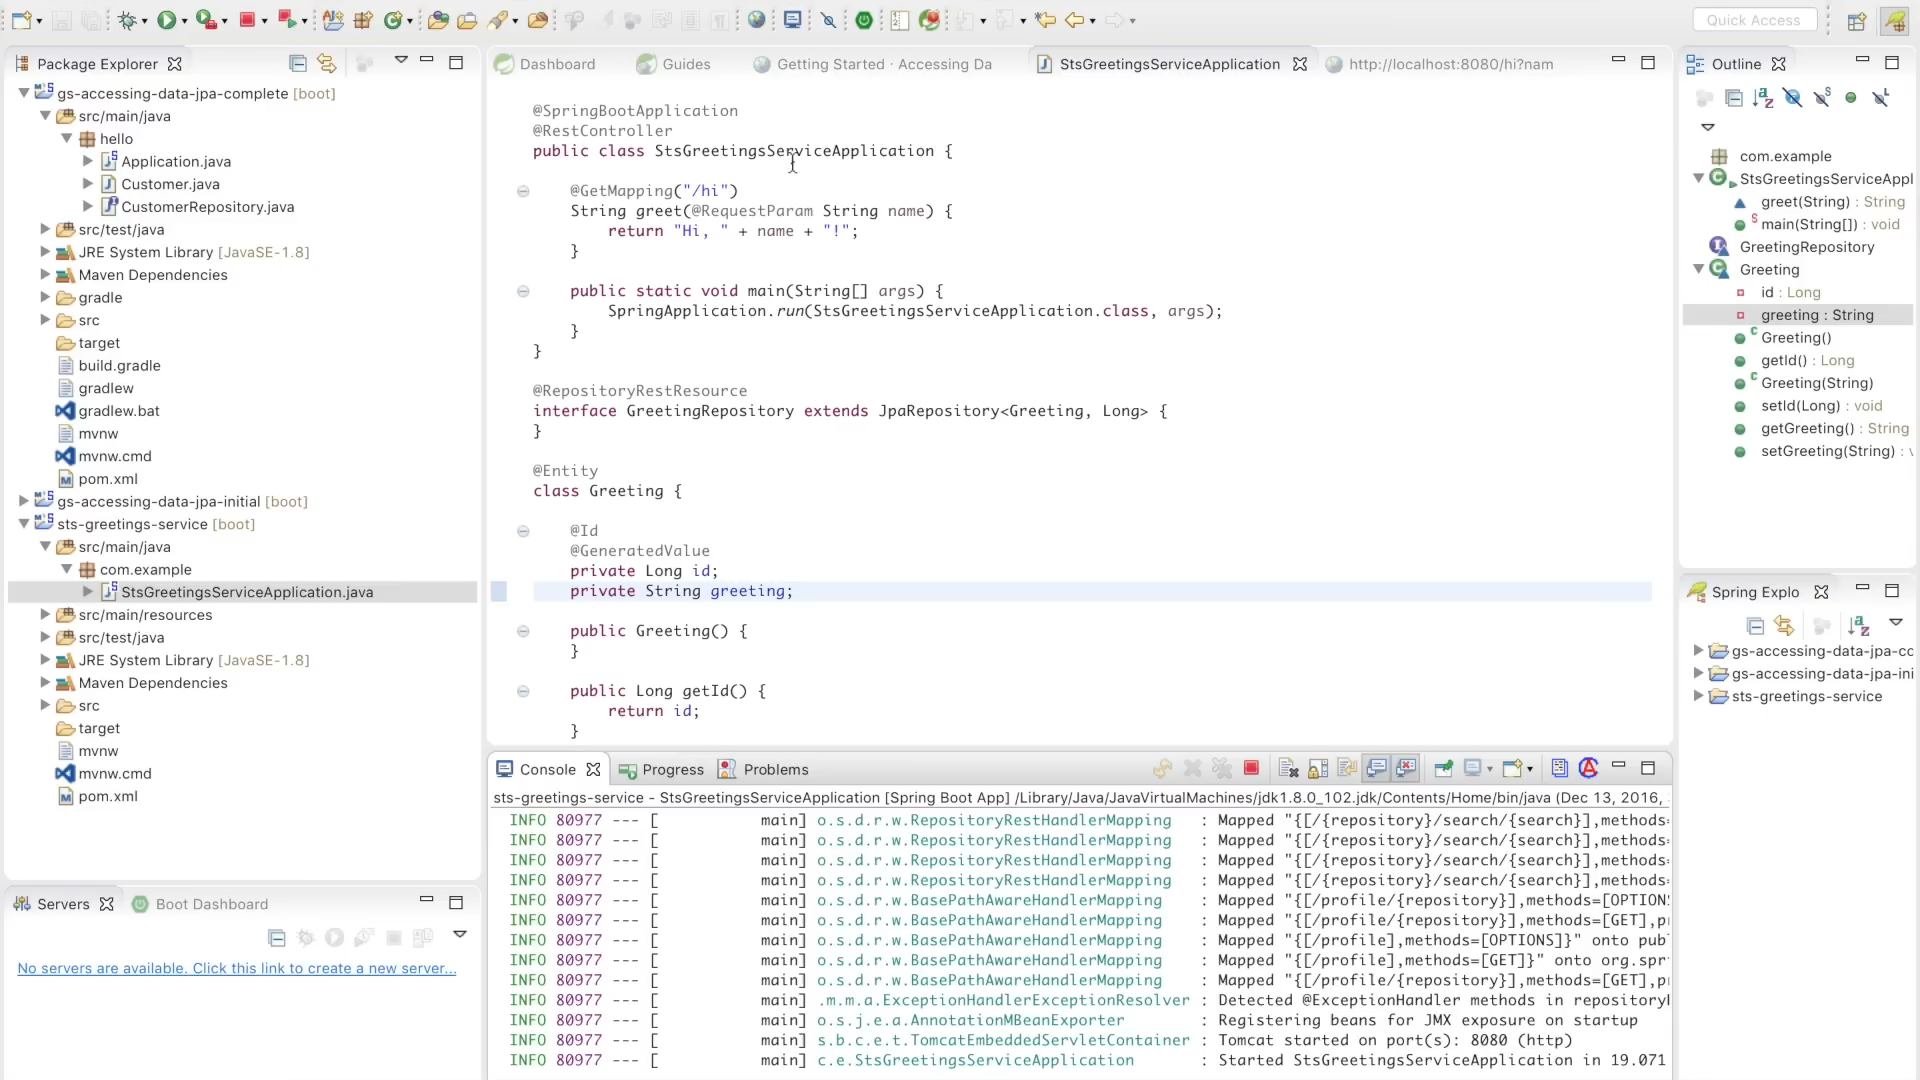 Quick Access
Package Explorer
gs-accessing-data-jpa-complete [boot]
src/main/java
hello
Application.java
Customer.java
CustomerRepository.java
src/test/java
JRE System Library [JavaSE-1.8]
Maven Dependencies
gradle
src
target
build.gradle
gradlew
gradlew.bat
mvnw
mvnw.cmd
pom.xml
gs-accessing-data-jpa-initial [boot]
sts-greetings-service [boot]
src/main/java
com.example
StsGreetingsServiceApplication.java
src/main/resources
src/test/java
JRE System Library [JavaSE-1.8]
Maven Dependencies
src
target
mvnw
mvnw.cmd
pom.xml
Servers
Boot Dashboard
No servers are available. Click this link to create a new server...
Dashboard
Guides
Getting Started · Accessing Da
StsGreetingsServiceApplication
http://localhost:8080/hi?nam
@SpringBootApplication
@RestController
public class StsGreetingsServiceApplication {
@GetMapping("/hi")
String greet(@RequestParam String name) {
return "Hi, " + name + "!";
}
public static void main(String[] args) {
SpringApplication.run(StsGreetingsServiceApplication.class, args);
}
}
@RepositoryRestResource
interface GreetingRepository extends JpaRepository<Greeting, Long> {
}
@Entity
class Greeting {
@Id
@GeneratedValue
private Long id;
private String greeting;
public Greeting() {
}
public Long getId() {
return id;
}
Console
Progress
Problems
sts-greetings-service - StsGreetingsServiceApplication [Spring Boot App] /Library/Java/JavaVirtualMachines/jdk1.8.0_102.jdk/Contents/Home/bin/java (Dec 13, 2016,
INFO 80977 --- [ main] o.s.d.r.w.RepositoryRestHandlerMapping : Mapped "{[/{repository}/search/{search}],methods=
INFO 80977 --- [ main] o.s.d.r.w.RepositoryRestHandlerMapping : Mapped "{[/{repository}/search/{search}],methods=
INFO 80977 --- [ main] o.s.d.r.w.RepositoryRestHandlerMapping : Mapped "{[/{repository}/search/{search}],methods=
INFO 80977 --- [ main] o.s.d.r.w.RepositoryRestHandlerMapping : Mapped "{[/{repository}/search/{search}],methods=
INFO 80977 --- [ main] o.s.d.r.w.BasePathAwareHandlerMapping : Mapped "{[/profile/{repository}],methods=[OPTION
INFO 80977 --- [ main] o.s.d.r.w.BasePathAwareHandlerMapping : Mapped "{[/profile/{repository}],methods=[GET],p
INFO 80977 --- [ main] o.s.d.r.w.BasePathAwareHandlerMapping : Mapped "{[/profile],methods=[OPTIONS]}" onto pub
INFO 80977 --- [ main] o.s.d.r.w.BasePathAwareHandlerMapping : Mapped "{[/profile],methods=[GET]}" onto org.spr
INFO 80977 --- [ main] o.s.d.r.w.BasePathAwareHandlerMapping : Mapped "{[/profile/{repository}],methods=[GET],p
INFO 80977 --- [ main] .m.m.a.ExceptionHandlerExceptionResolver : Detected @ExceptionHandler methods in repository
INFO 80977 --- [ main] o.s.j.e.a.AnnotationMBeanExporter : Registering beans for JMX exposure on startup
INFO 80977 --- [ main] s.b.c.e.t.TomcatEmbeddedServletContainer : Tomcat started on port(s): 8080 (http)
INFO 80977 --- [ main] c.e.StsGreetingsServiceApplication : Started StsGreetingsServiceApplication in 19.071
Outline
com.example
StsGreetingsServiceAppl
greet(String) : String
main(String[]) : void
GreetingRepository
Greeting
id : Long
greeting : String
Greeting()
getId() : Long
Greeting(String)
setId(Long) : void
getGreeting() : String
setGreeting(String) :
Spring Explo
gs-accessing-data-jpa-cc
gs-accessing-data-jpa-ini
sts-greetings-service